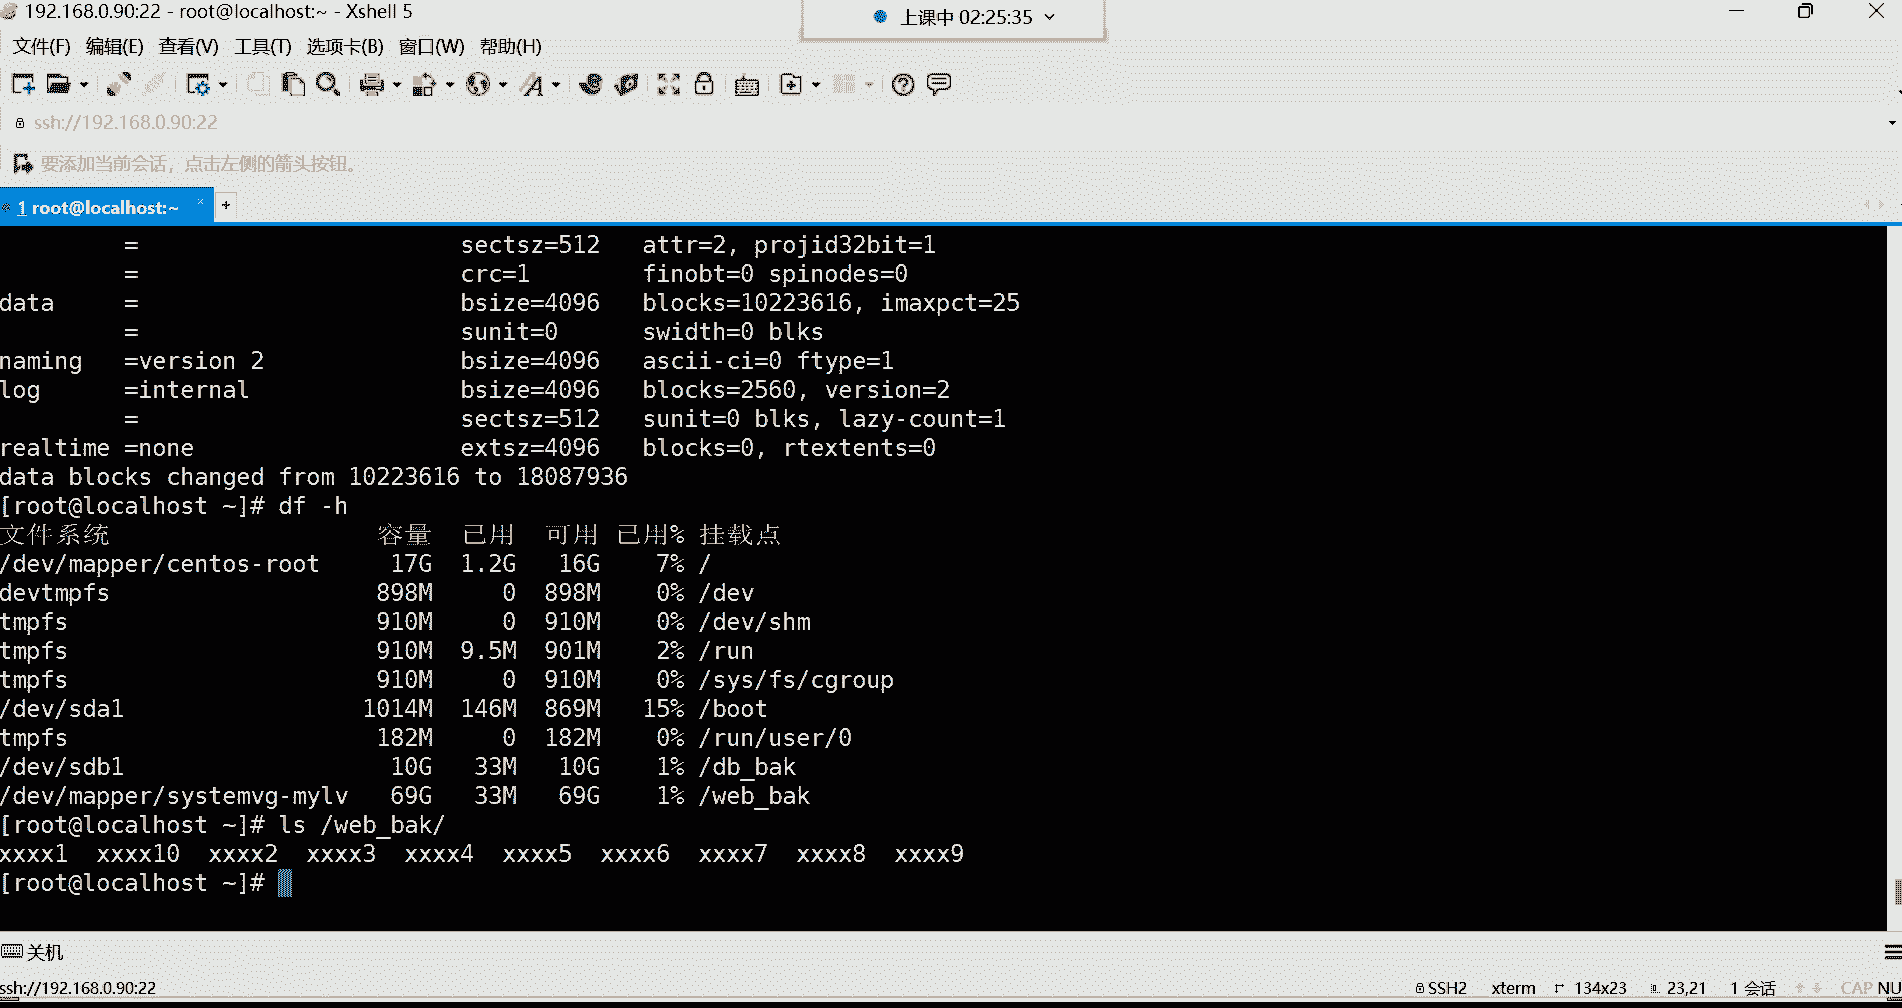 192.168.0.90:22 - root@localhost:~ - Xshell 5
上课中 02:25:35
文件(F) 编辑(E) 查看(V) 工具(T) 选项卡(B) 窗口(W) 帮助(H)
ssh://192.168.0.90:22
要添加当前会话，点击左侧的箭头按钮。
1 root@localhost:~ × +
= sectsz=512 attr=2, projid32bit=1
= crc=1 finobt=0 spinodes=0
data = bsize=4096 blocks=10223616, imaxpct=25
= sunit=0 swidth=0 blks
naming =version 2 bsize=4096 ascii-ci=0 ftype=1
log =internal bsize=4096 blocks=2560, version=2
= sectsz=512 sunit=0 blks, lazy-count=1
realtime =none extsz=4096 blocks=0, rtextents=0
data blocks changed from 10223616 to 18087936
[root@localhost ~]# df -h
文件系统 容量 已用 可用 已用% 挂载点
/dev/mapper/centos-root 17G 1.2G 16G 7% /
devtmpfs 898M 0 898M 0% /dev
tmpfs 910M 0 910M 0% /dev/shm
tmpfs 910M 9.5M 901M 2% /run
tmpfs 910M 0 910M 0% /sys/fs/cgroup
/dev/sda1 1014M 146M 869M 15% /boot
tmpfs 182M 0 182M 0% /run/user/0
/dev/sdb1 10G 33M 10G 1% /db_bak
/dev/mapper/systemvg-mylv 69G 33M 69G 1% /web_bak
[root@localhost ~]# ls /web_bak/
xxxx1 xxxx10 xxxx2 xxxx3 xxxx4 xxxx5 xxxx6 xxxx7 xxxx8 xxxx9
[root@localhost ~]#
关机
ssh://192.168.0.90:22 SSH2 xterm 134x23 23,21 1 会话 CAP NU